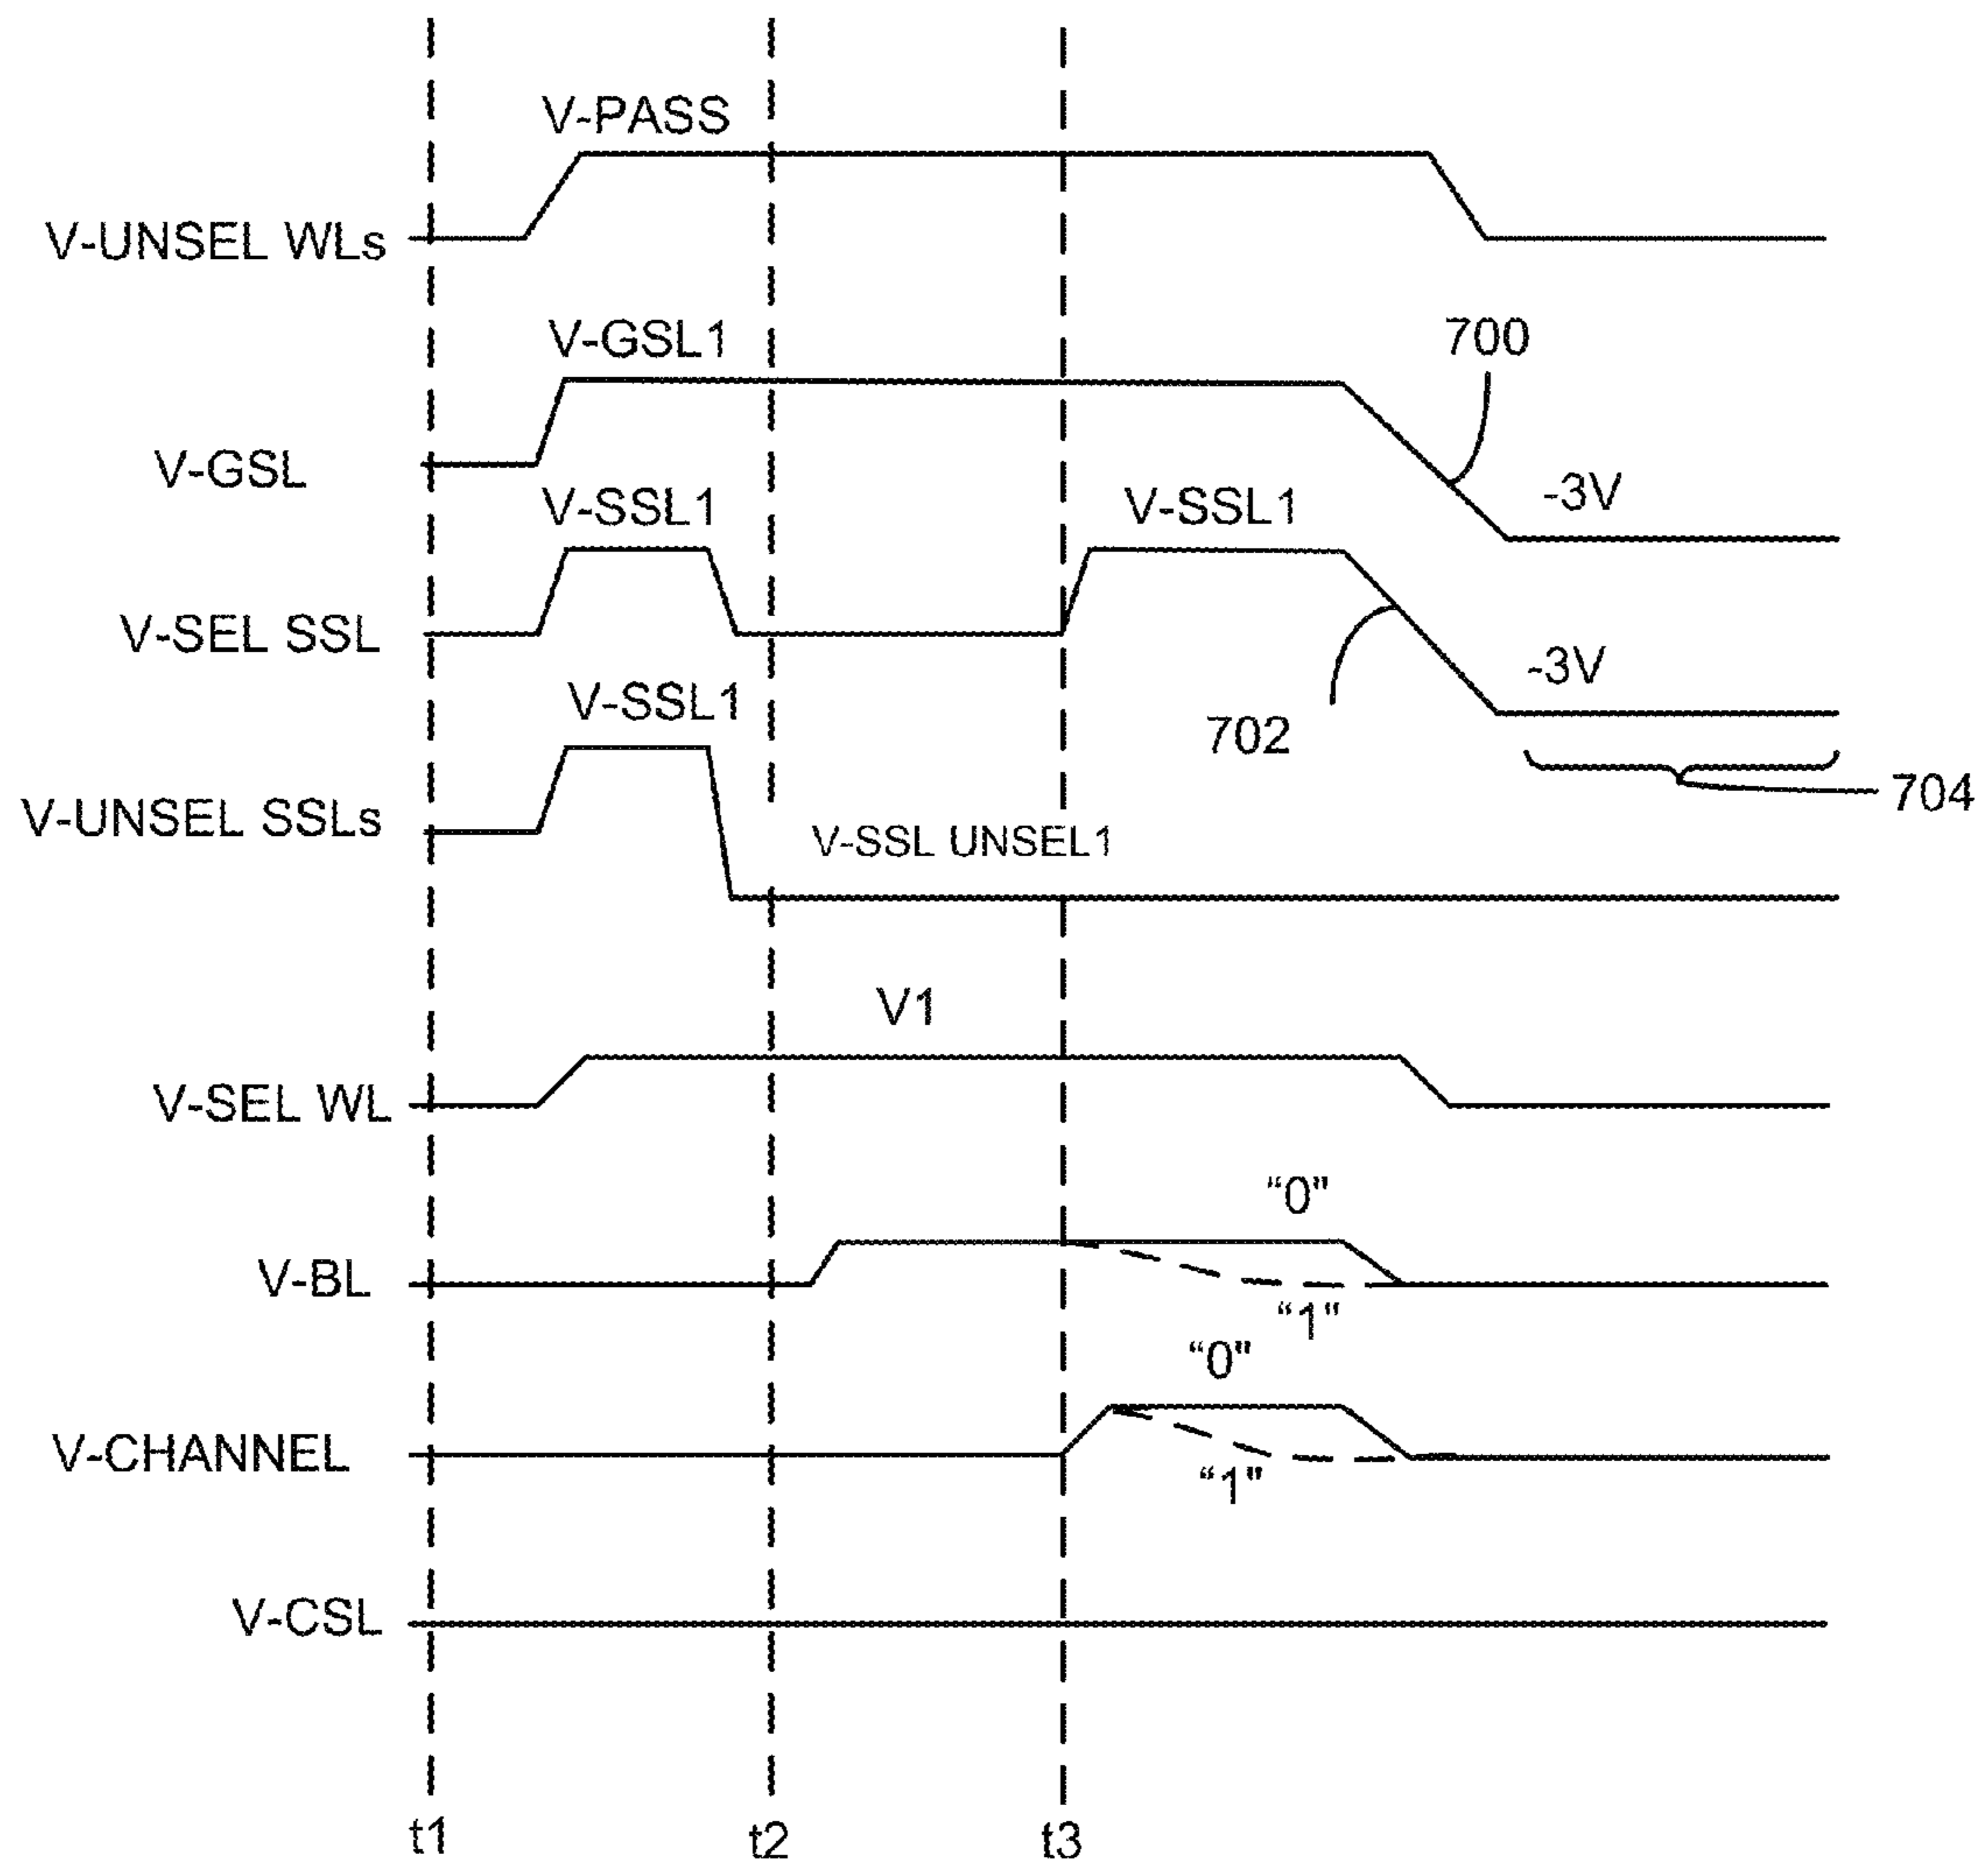 V-PASS
V-UNSEL WLs
V-GSL1
700
V-GSL
-3V
V-SSL1
V-SSL1
V-SEL SSL
-3V
V-SSL1
702
V-UNSEL SSLs
704
V-SSL UNSEL1
V1
V-SEL WL
“0”
V-BL
“1”
“0”
V-CHANNEL
“1”
V-CSL
t1
t2
t3